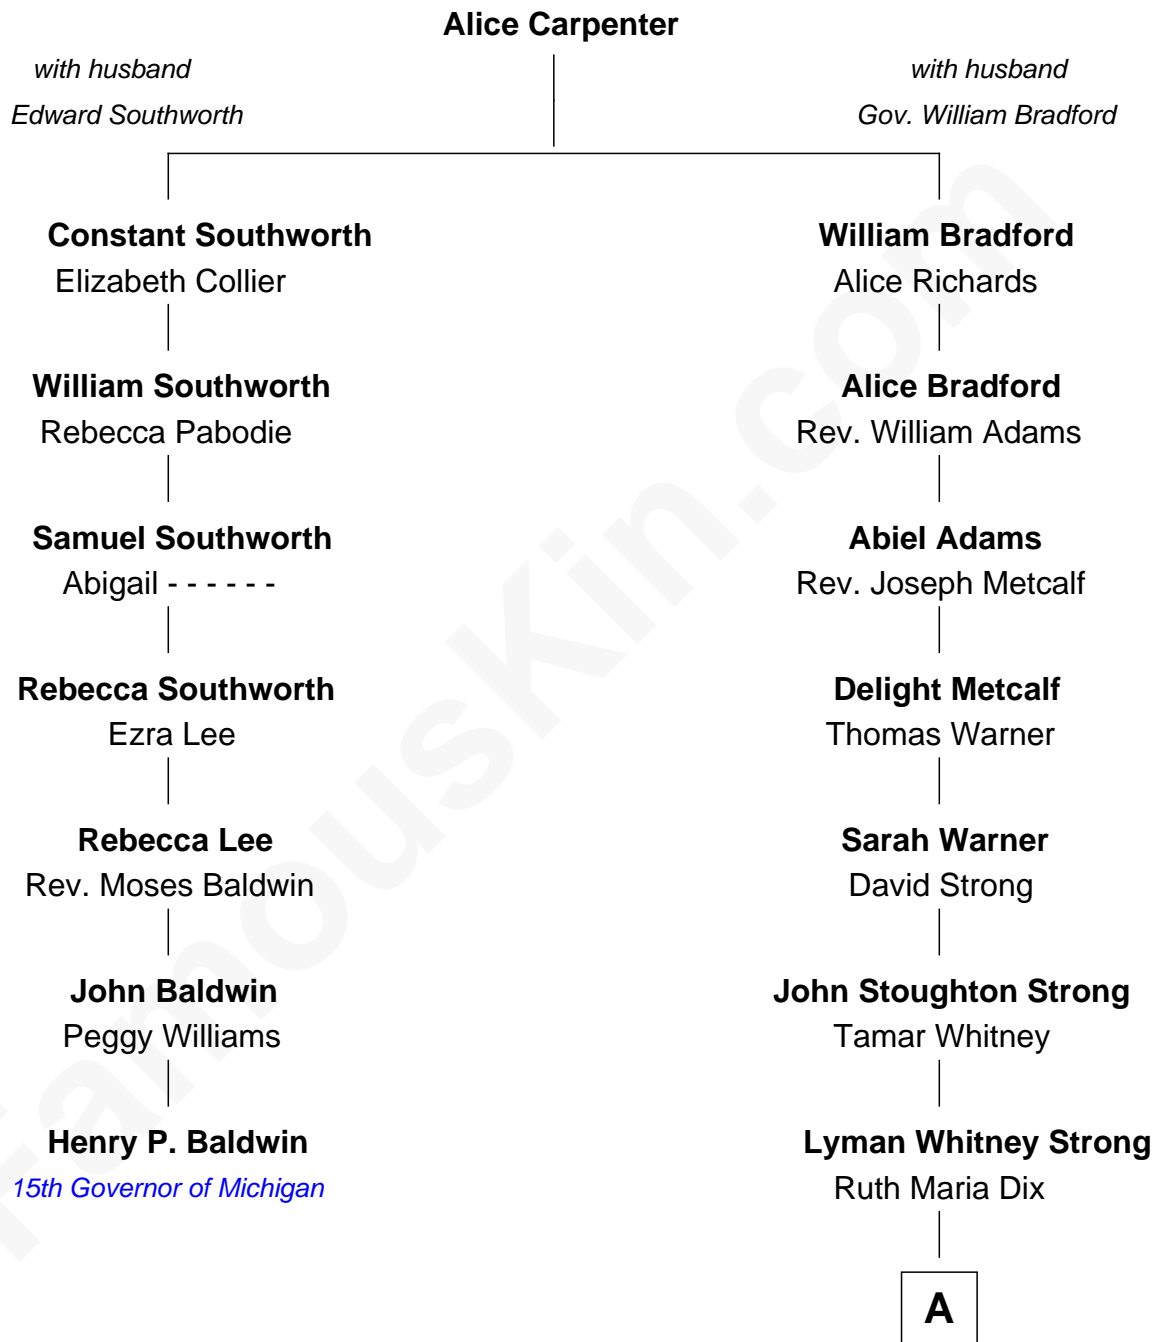 Alice Carpenter
with husband
Edward Southworth
with husband
Gov. William Bradford
Constant Southworth
Elizabeth Collier
William Southworth
Rebecca Pabodie
Samuel Southworth
Abigail - - - - - -
Rebecca Southworth
Ezra Lee
Rebecca Lee
Rev. Moses Baldwin
John Baldwin
Peggy Williams
Henry P. Baldwin
15th Governor of Michigan
William Bradford
Alice Richards
Alice Bradford
Rev. William Adams
Abiel Adams
Rev. Joseph Metcalf
Delight Metcalf
Thomas Warner
Sarah Warner
David Strong
John Stoughton Strong
Tamar Whitney
Lyman Whitney Strong
Ruth Maria Dix
A
FamousKin.com